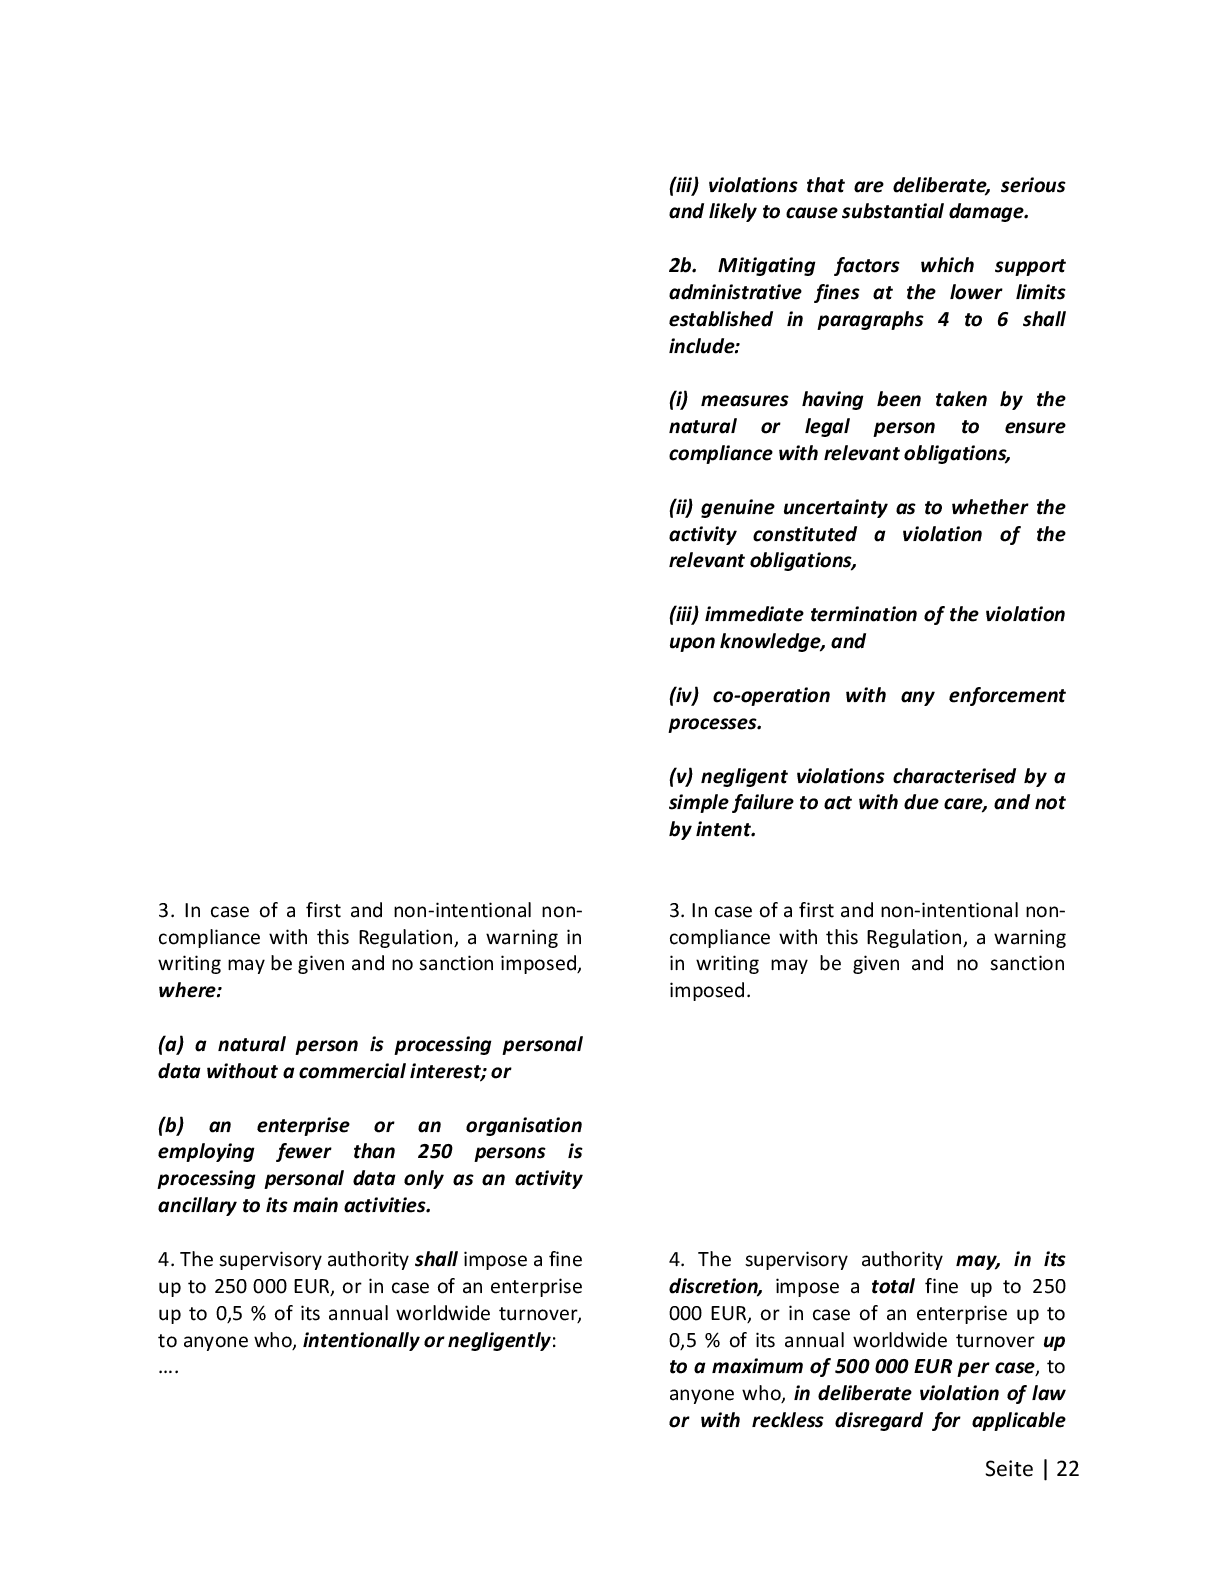 (iii) violations that are deliberate, serious
and likely to cause substantial damage.
2b. Mitigating factors which support
administrative fines at the lower limits
established in paragraphs 4 to 6 shall
include:
(i) measures having been taken by the
natural or legal person to ensure
compliance with relevant obligations,
(ii) genuine uncertainty as to whether the
activity constituted a violation of the
relevant obligations,
(iii) immediate termination of the violation
upon knowledge, and
(iv) co-operation with any enforcement
processes.
(v) negligent violations characterised by a
simple failure to act with due care, and not
by intent.
3. In case of a first and non-intentional non-
compliance with this Regulation, a warning in
writing may be given and no sanction imposed,
where:
(a) a natural person is processing personal
data without a commercial interest; or
(b) an enterprise or an organisation
employing fewer than 250 persons is
processing personal data only as an activity
ancillary to its main activities.
3. In case of a first and non-intentional non-
compliance with this Regulation, a warning
in writing may be given and no sanction
imposed.
4. The supervisory authority shall impose a fine
up to 250 000 EUR, or in case of an enterprise
up to 0,5 % of its annual worldwide turnover,
to anyone who, intentionally or negligently:
....
4. The supervisory authority may, in its
discretion, impose a total fine up to 250
000 EUR, or in case of an enterprise up to
0,5 % of its annual worldwide turnover up
to a maximum of 500 000 EUR per case, to
anyone who, in deliberate violation of law
or with reckless disregard for applicable
Seite | 22